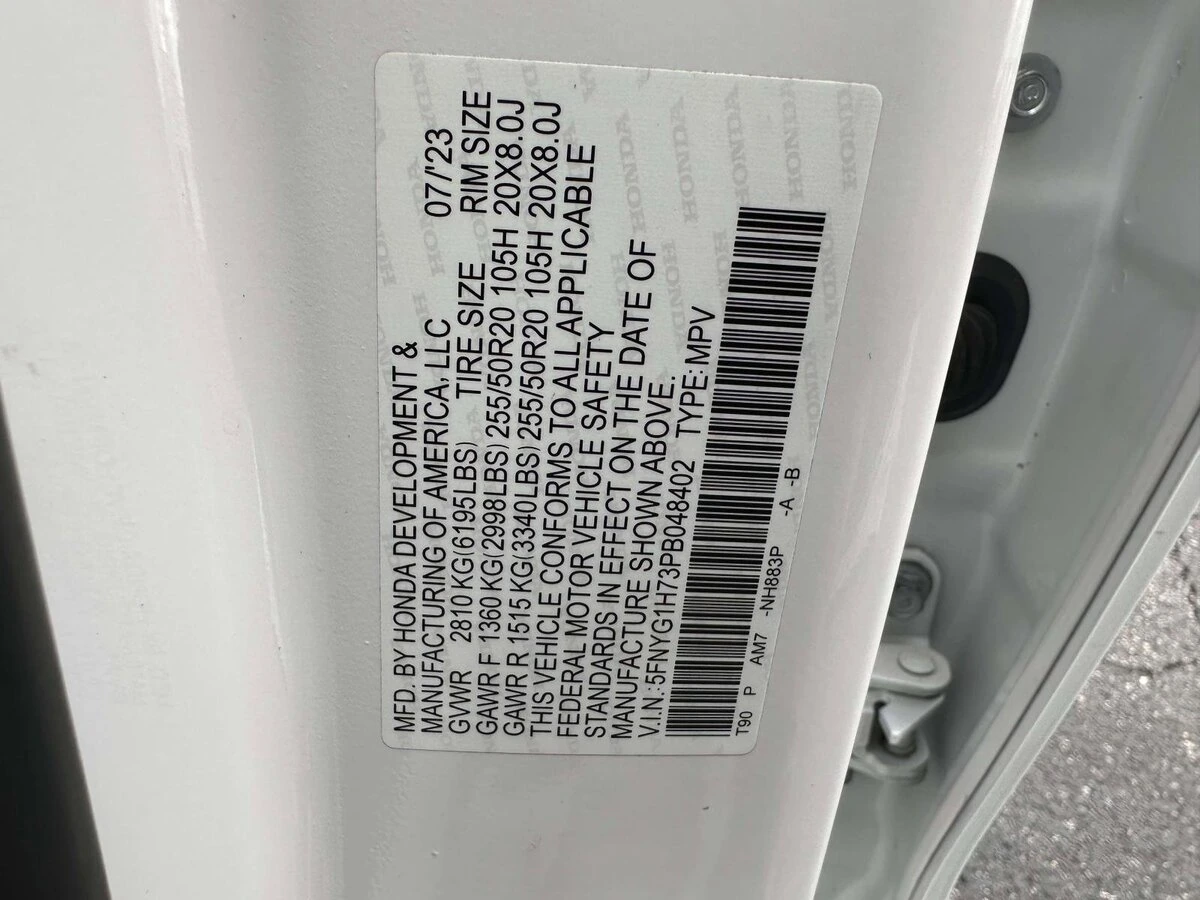 MFD. BY HONDA DEVELOPMENT &
MANUFACTURING OF AMERICA, LLC 07/'23
GVWR 2810 KG(6195LBS) TIRE SIZE RIM SIZE
GAWR F 1360 KG(2998LBS) 255/50R20 105H 20X8.0J
GAWR R 1515 KG(3340LBS) 255/50R20 105H 20X8.0J
THIS VEHICLE CONFORMS TO ALL APPLICABLE
FEDERAL MOTOR VEHICLE SAFETY
STANDARDS IN EFFECT ON THE DATE OF
MANUFACTURE SHOWN ABOVE.
V.I.N.:5FNYG1H73PB048402 TYPE:MPV
T90 P AM7 -NH883P -A -B